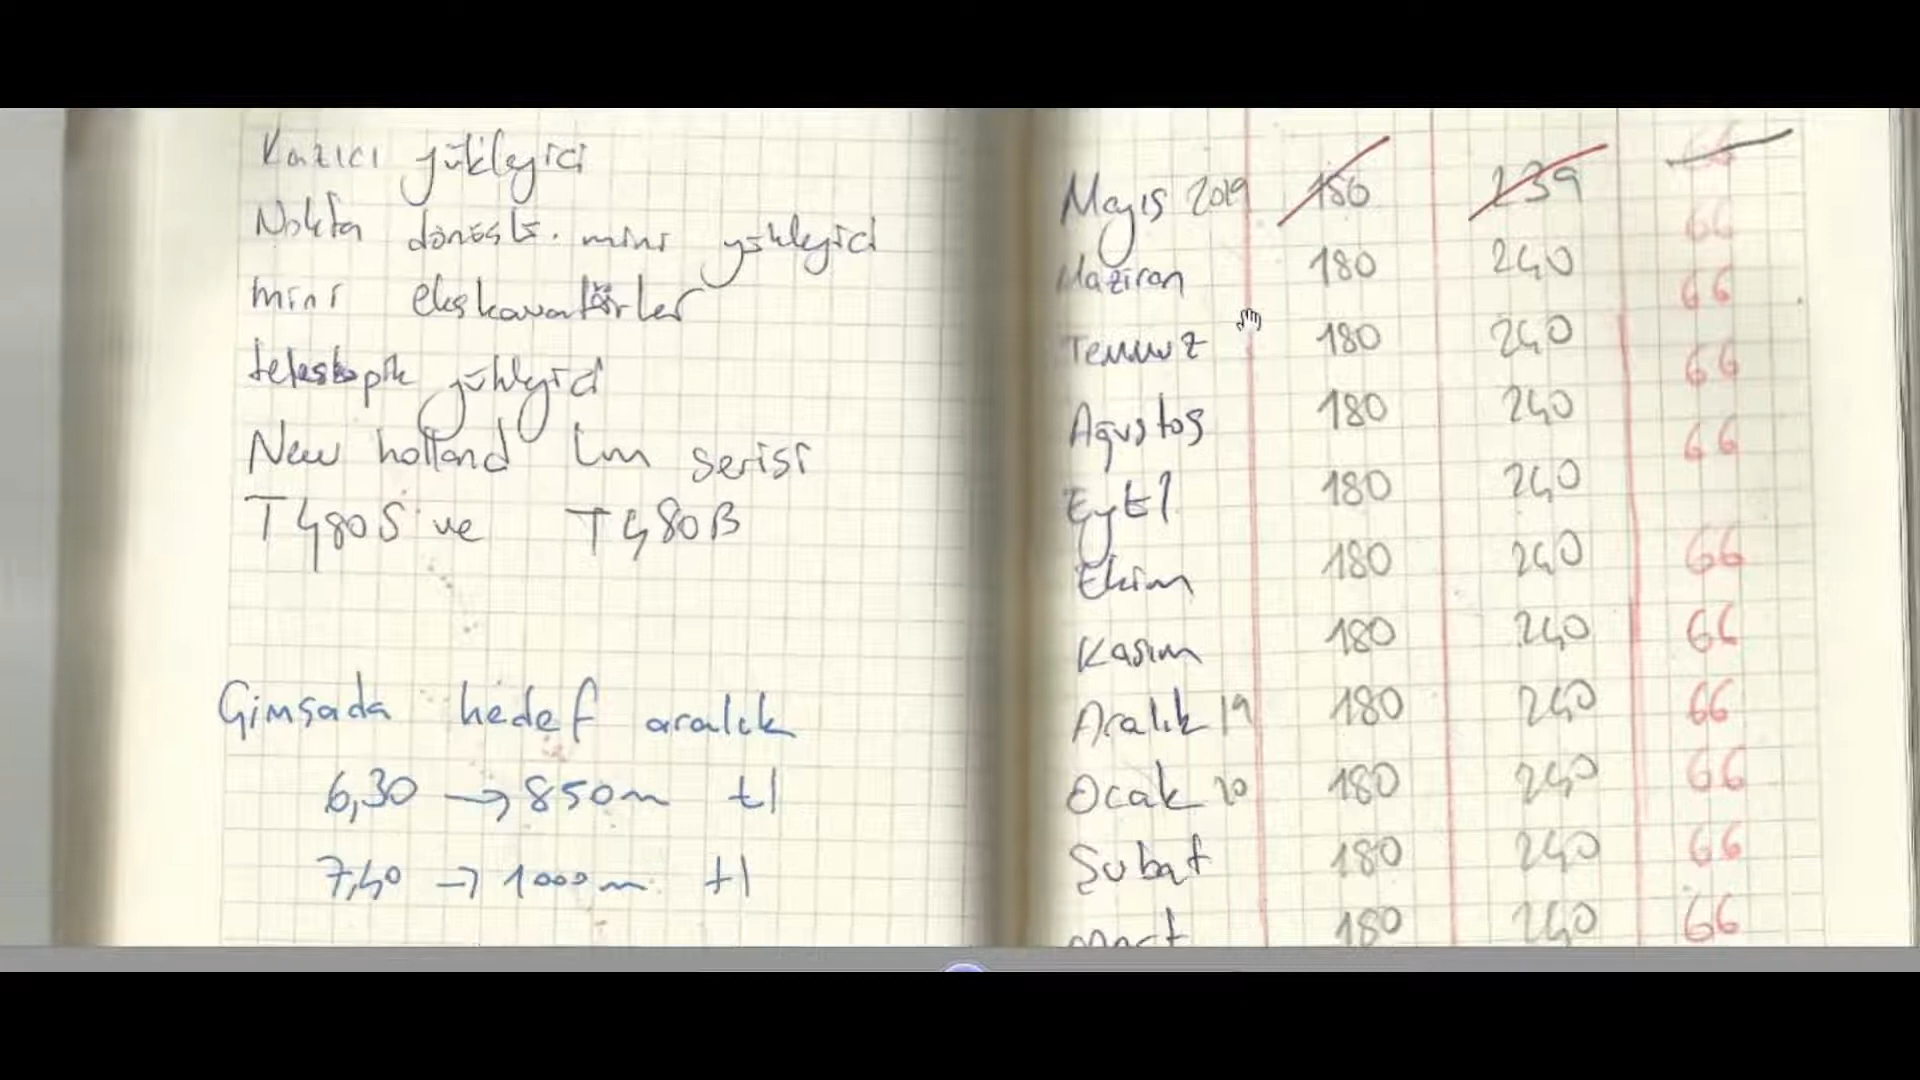 Kazıcı yükleyici
Nokta dönüşlü. mini yükleyici
mini ekskavatörler
teleskopik yükleyici
New holland Lm serisi
T480S ve T480B
Gimsada hedef aralık
6,30 → 850m tl
7,40 → 1000m tl
Mayıs 2019 186 239 66
66
Haziran 180 240 66
Temmuz 180 240 66
Ağustos 180 240 66
Eylül 180 240
Ekim 180 240 66
Kasım 180 240 66
Aralık 19 180 240 66
Ocak 20 180 240 66
Şubat 180 240 66
mart 180 240 66